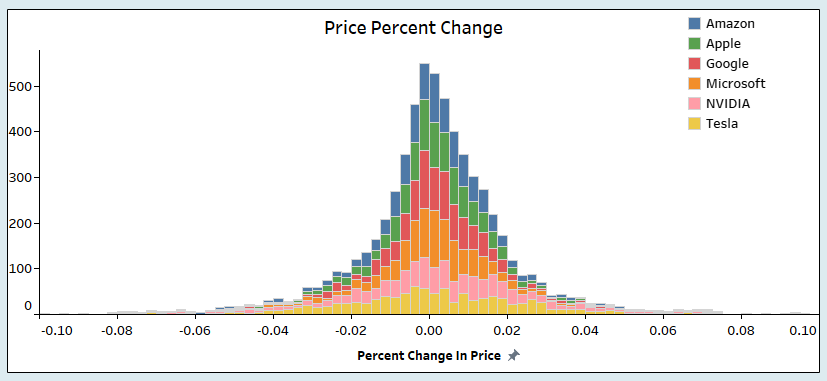 Price Percent Change
Amazon
Apple
Google
Microsoft
NVIDIA
Tesla
500
400
300
200
100
0
-0.10 -0.08 -0.06 -0.04 -0.02 0.00 0.02 0.04 0.06 0.08 0.10
Percent Change In Price